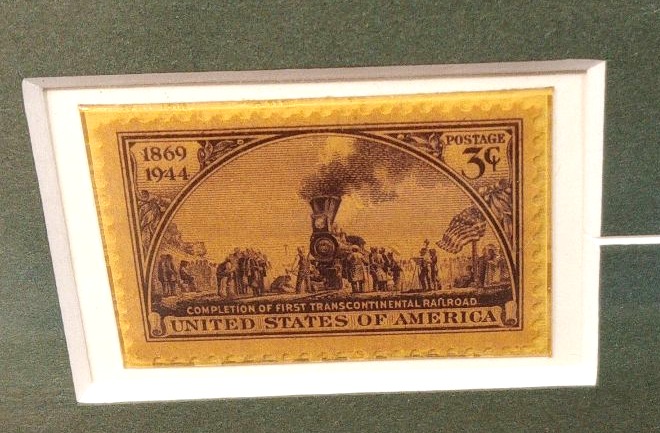 1869
1944
POSTAGE
3¢
COMPLETION OF FIRST TRANSCONTINENTAL RAILROAD.
UNITED STATES OF AMERICA